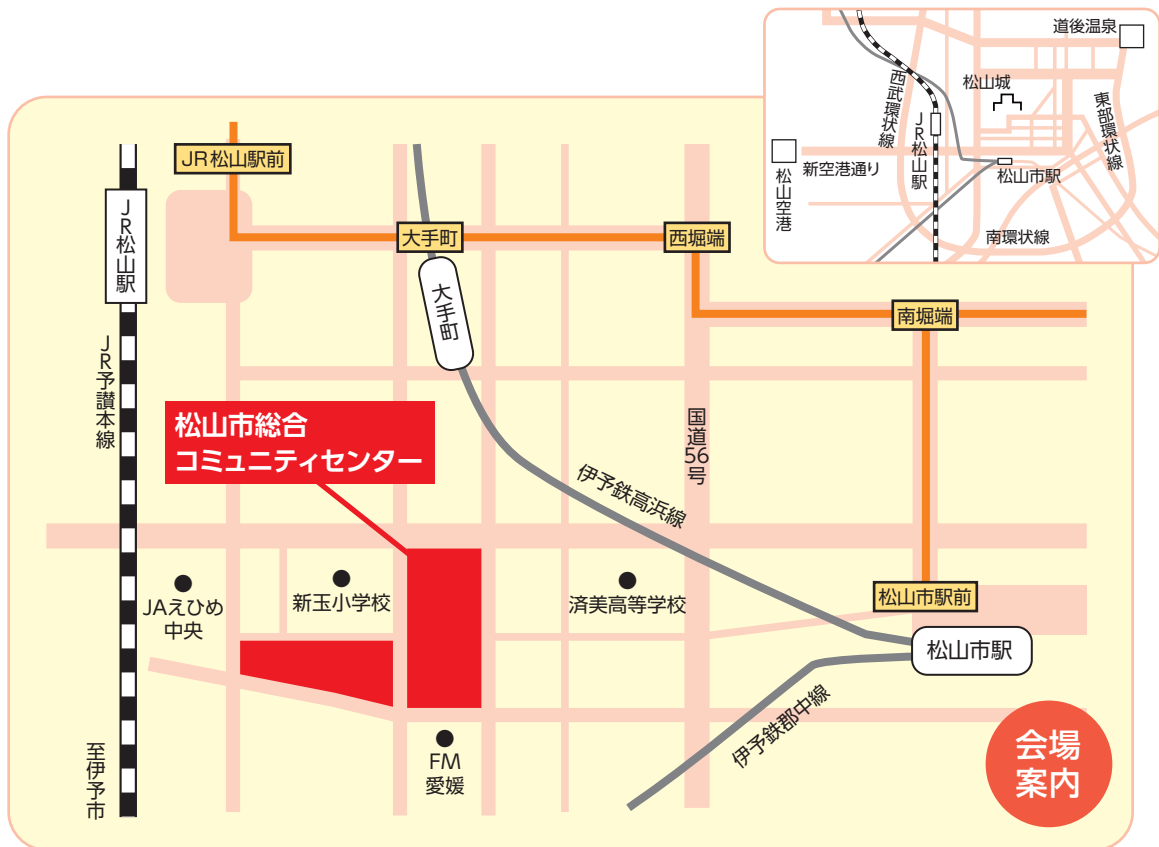 道後温泉
松山城
西武環状線
東部環状線
JR松山駅
新空港通り
松山市駅
松山空港
南環状線
JR松山駅前
JR松山駅
大手町
西堀端
大手町
南堀端
JR予讃本線
松山市総合
コミュニティセンター
国道56号
伊予鉄高浜線
JAえひめ
中央
新玉小学校
済美高等学校
松山市駅前
松山市駅
伊予鉄郡中線
FM
愛媛
至伊予市
会場
案内